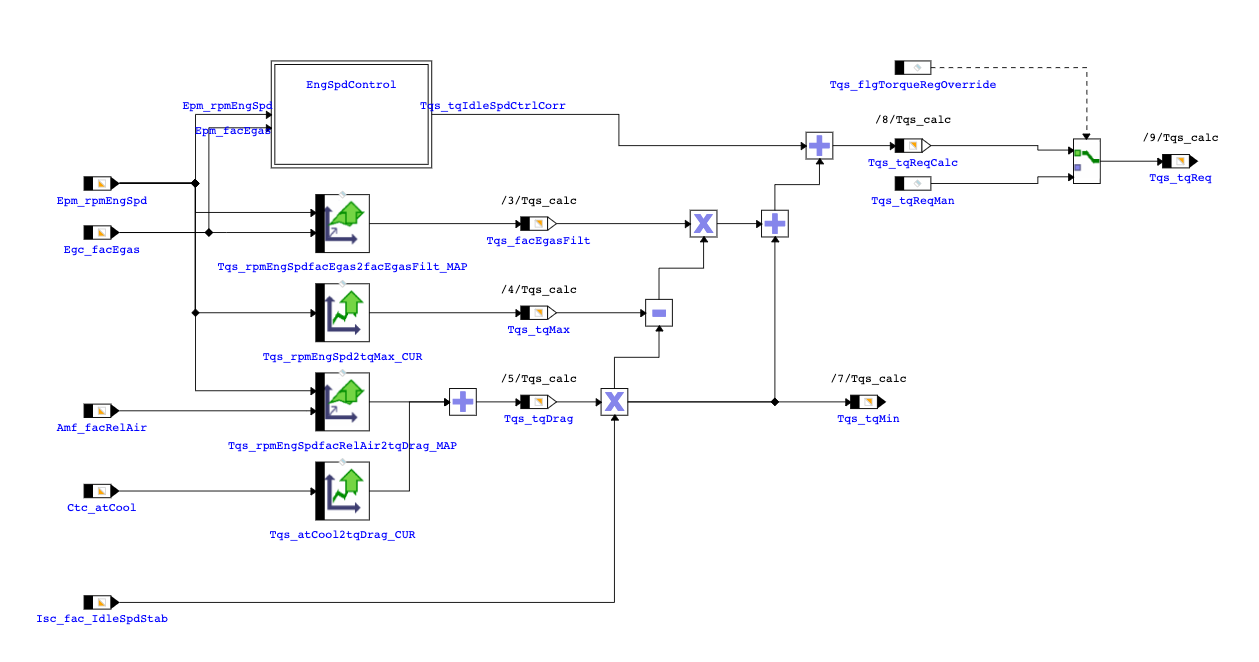 EngSpdControl
Tqs_flgTorqueRegOverride
Epm_rpmEngSpd
Tqs_tqIdleSpdCtrlCorr
Epm_facEgas
/8/Tqs_calc
/9/Tqs_calc
Tqs_tqReqCalc
Tqs_tqReq
Epm_rpmEngSpd
/3/Tqs_calc
Tqs_tqReqMan
Egc_facEgas
Tqs_facEgasFilt
Tqs_rpmEngSpdfacEgas2facEgasFilt_MAP
/4/Tqs_calc
Tqs_tqMax
Tqs_rpmEngSpd2tqMax_CUR
/5/Tqs_calc
/7/Tqs_calc
Amf_facRelAir
Tqs_tqDrag
Tqs_tqMin
Tqs_rpmEngSpdfacRelAir2tqDrag_MAP
Ctc_atCool
Tqs_atCool2tqDrag_CUR
Isc_fac_IdleSpdStab